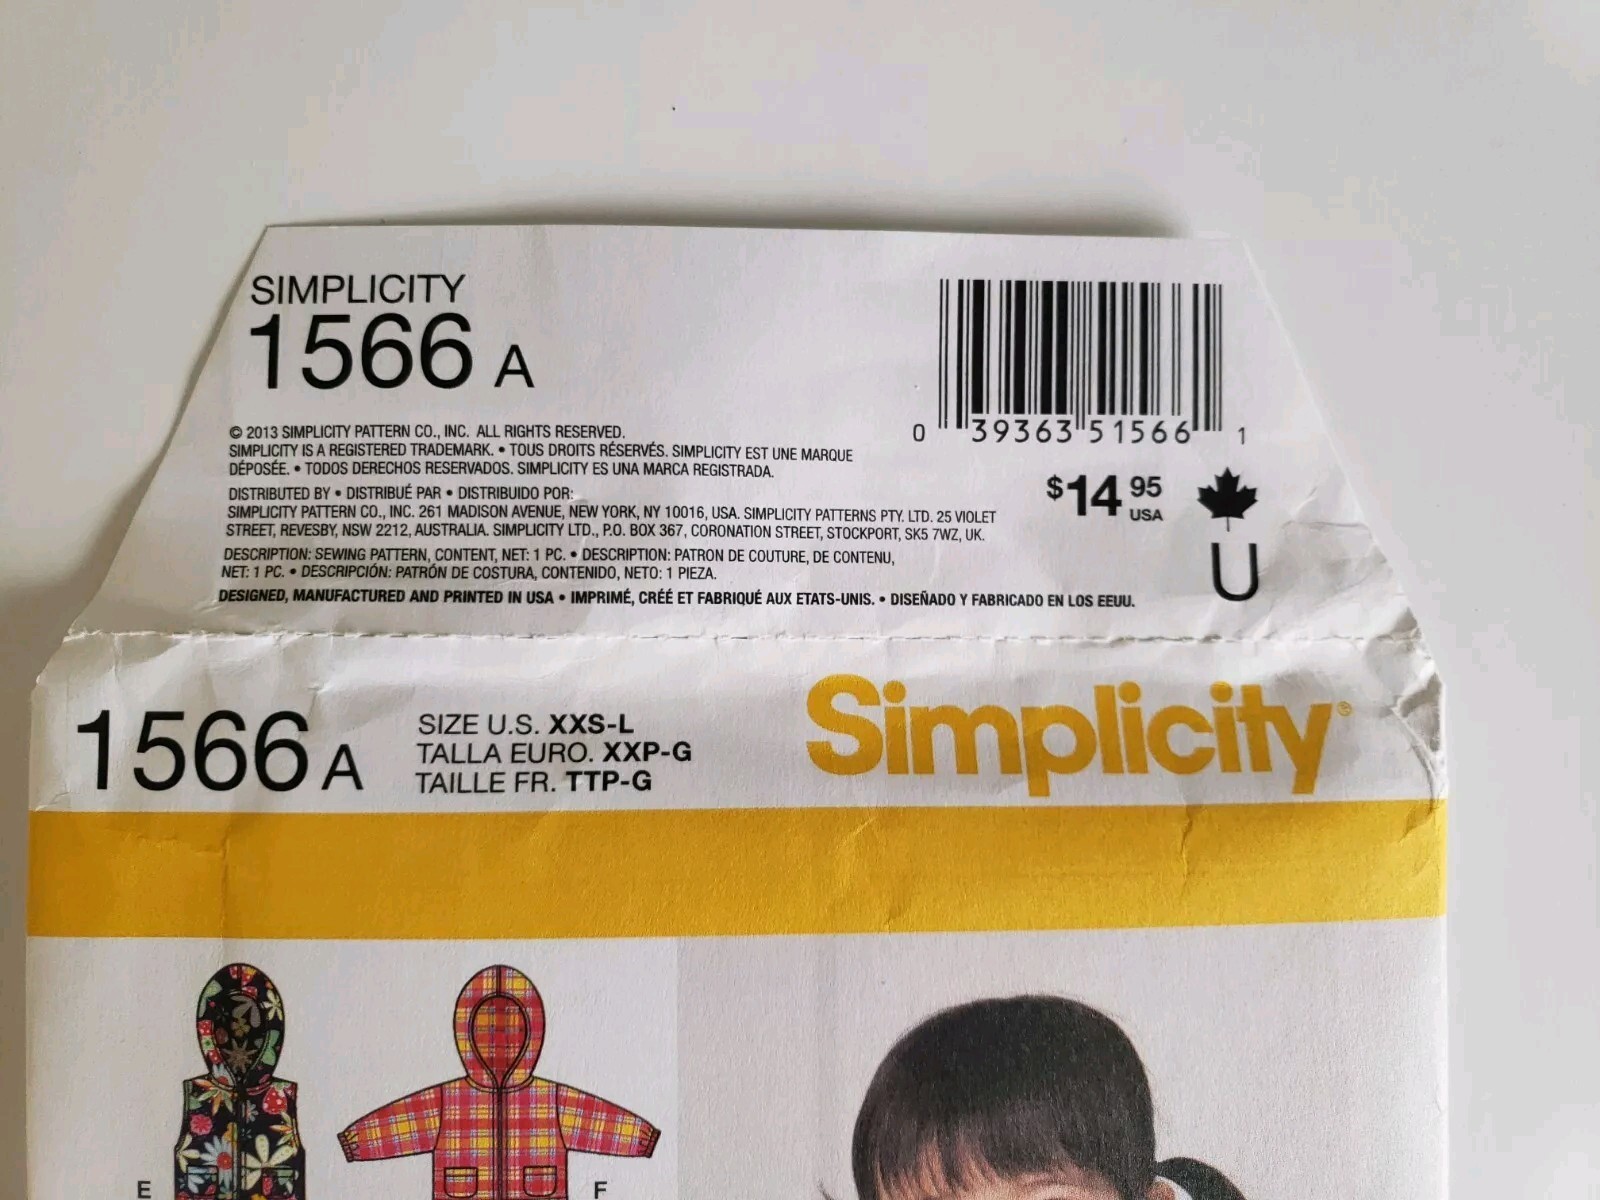 SIMPLICITY
1566 A
© 2013 SIMPLICITY PATTERN CO., INC. ALL RIGHTS RESERVED.
SIMPLICITY IS A REGISTERED TRADEMARK. • TOUS DROITS RÉSERVÉS. SIMPLICITY EST UNE MARQUE
DÉPOSÉE. • TODOS DERECHOS RESERVADOS. SIMPLICITY ES UNA MARCA REGISTRADA.
DISTRIBUTED BY • DISTRIBUÉ PAR • DISTRIBUIDO POR:
SIMPLICITY PATTERN CO., INC. 261 MADISON AVENUE, NEW YORK, NY 10016, USA. SIMPLICITY PATTERNS PTY. LTD. 25 VIOLET
STREET, REVESBY, NSW 2212, AUSTRALIA. SIMPLICITY LTD., P.O. BOX 367, CORONATION STREET, STOCKPORT, SK5 7WZ, UK.
DESCRIPTION: SEWING PATTERN, CONTENT, NET: 1 PC. • DESCRIPTION: PATRON DE COUTURE, DE CONTENU,
NET: 1 PC. • DESCRIPCIÓN: PATRÓN DE COSTURA, CONTENIDO, NETO: 1 PIEZA.
DESIGNED, MANUFACTURED AND PRINTED IN USA • IMPRIMÉ, CRÉÉ ET FABRIQUÉ AUX ETATS-UNIS. • DISEÑADO Y FABRICADO EN LOS EEUU.
0 39363 51566 1
$14 95 USA
U
1566 A
SIZE U.S. XXS-L
TALLA EURO. XXP-G
TAILLE FR. TTP-G
Simplicity®
E
F